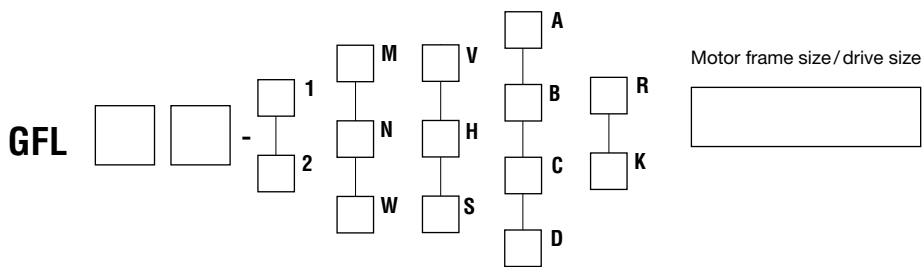 Motor frame size / drive size
GFL - 1 2 M N W V H S A B C D R K